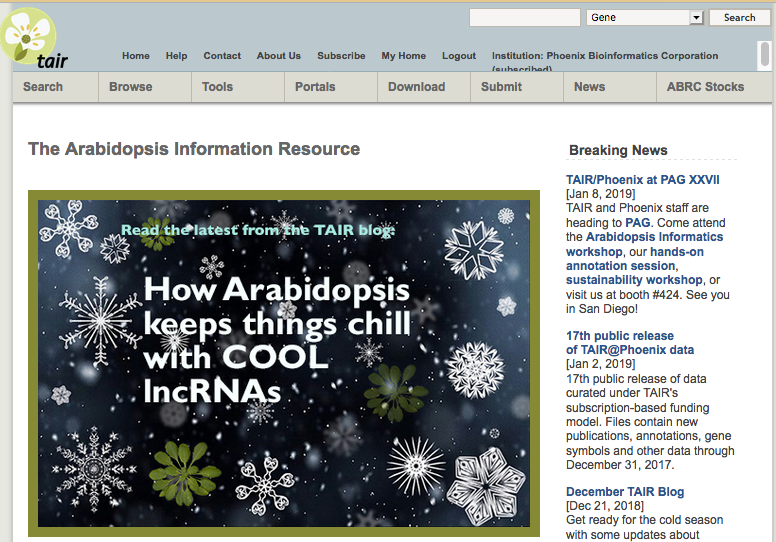 Gene
Search
tair
Home Help Contact About Us Subscribe My Home Logout Institution: Phoenix Bioinformatics Corporation
(subscribed)
Search Browse Tools Portals Download Submit News ABRC Stocks
The Arabidopsis Information Resource
Read the latest from the TAIR blog:
How Arabidopsis
keeps things chill
with COOL
lncRNAs
Breaking News
TAIR/Phoenix at PAG XXVII
[Jan 8, 2019]
TAIR and Phoenix staff are
heading to PAG. Come attend
the Arabidopsis Informatics
workshop, our hands-on
annotation session,
sustainability workshop, or
visit us at booth #424. See you
in San Diego!
17th public release
of TAIR@Phoenix data
[Jan 2, 2019]
17th public release of data
curated under TAIR's
subscription-based funding
model. Files contain new
publications, annotations, gene
symbols and other data through
December 31, 2017.
December TAIR Blog
[Dec 21, 2018]
Get ready for the cold season
with some updates about